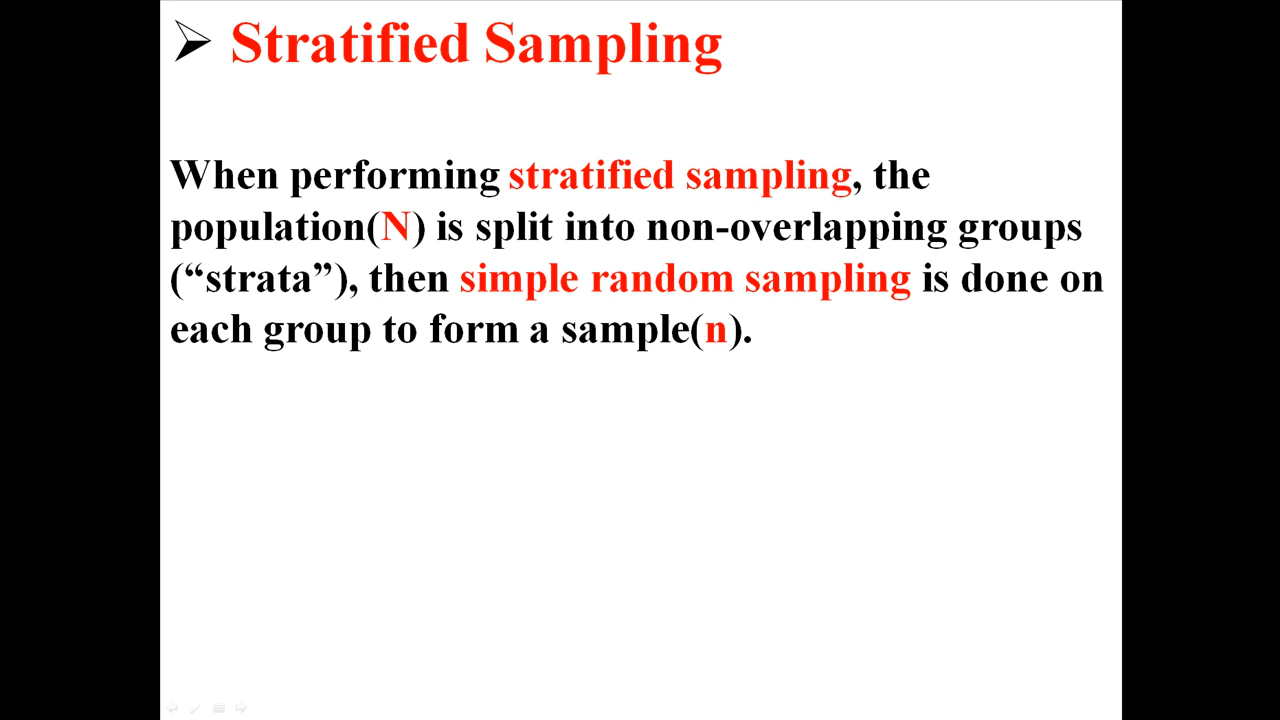 Stratified Sampling
When performing stratified sampling, the
population(N) is split into non-overlapping groups
(“strata”), then simple random sampling is done on
each group to form a sample(n).